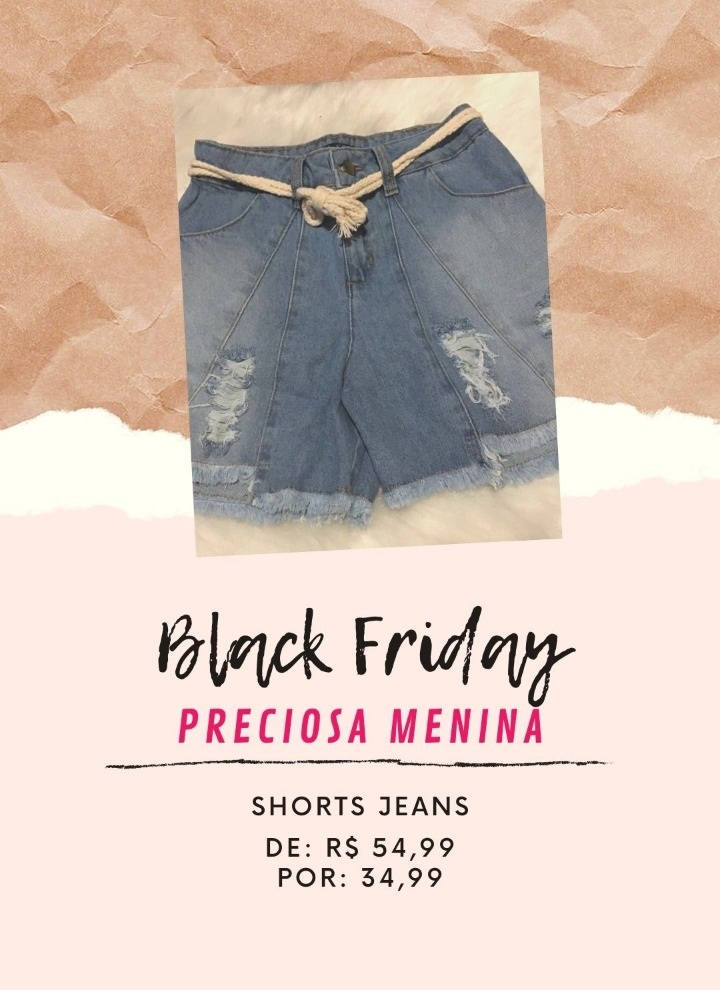 Black Friday
PRECIOSA MENINA
SHORTS JEANS
DE: R$ 54,99
POR: 34,99